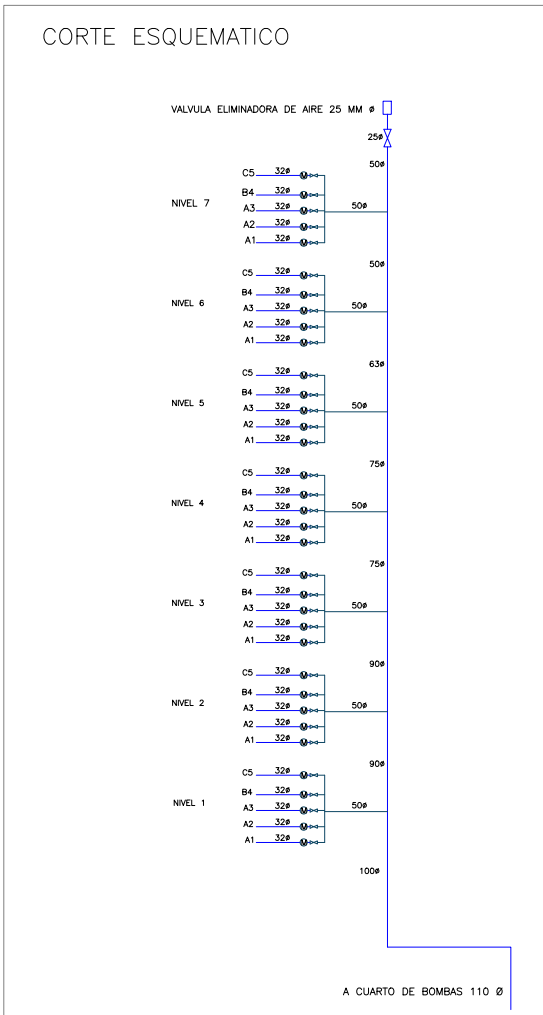 CORTE ESQUEMATICO
VALVULA ELIMINADORA DE AIRE 25 MM ø
25ø
50ø
C5 32ø M
B4 32ø M
NIVEL 7 A3 32ø M 50ø
A2 32ø M
A1 32ø M
50ø
C5 32ø M
B4 32ø M
NIVEL 6 A3 32ø M 50ø
A2 32ø M
A1 32ø M
63ø
C5 32ø M
B4 32ø M
NIVEL 5 A3 32ø M 50ø
A2 32ø M
A1 32ø M
75ø
C5 32ø M
B4 32ø M
NIVEL 4 A3 32ø M 50ø
A2 32ø M
A1 32ø M
75ø
C5 32ø M
B4 32ø M
NIVEL 3 A3 32ø M 50ø
A2 32ø M
A1 32ø M
90ø
C5 32ø M
B4 32ø M
NIVEL 2 A3 32ø M 50ø
A2 32ø M
A1 32ø M
90ø
C5 32ø M
B4 32ø M
NIVEL 1 A3 32ø M 50ø
A2 32ø M
A1 32ø M
100ø
A CUARTO DE BOMBAS 110 Ø